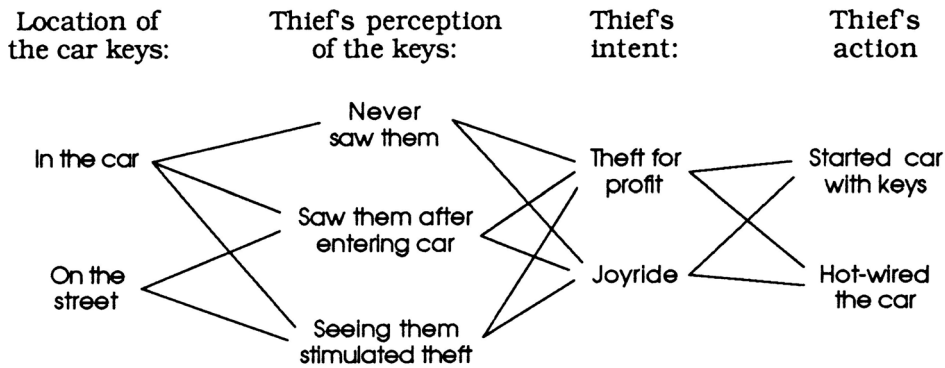 Location of
the car keys:
Thief's perception
of the keys:
Thief's
intent:
Thief's
action
In the car
On the
street
Never
saw them
Saw them after
entering car
Seeing them
stimulated theft
Theft for
profit
Joyride
Started car
with keys
Hot-wired
the car